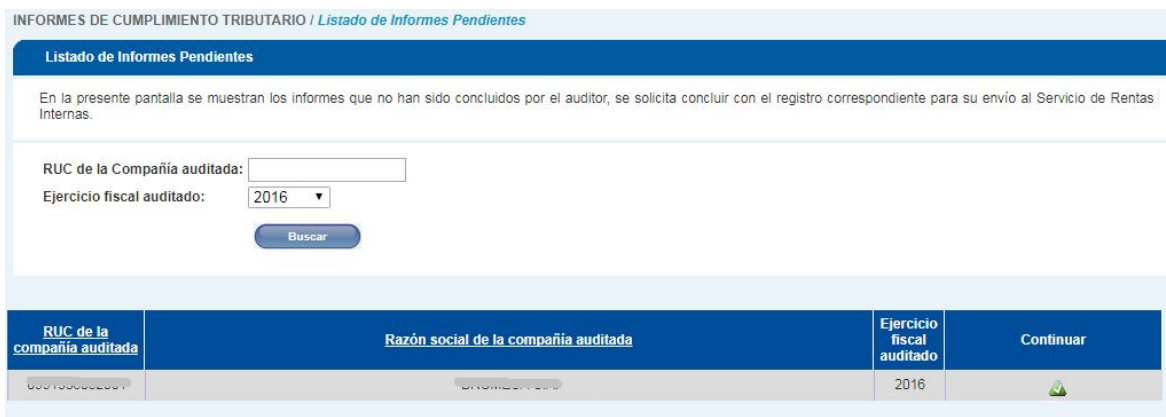 INFORMES DE CUMPLIMIENTO TRIBUTARIO / Listado de Informes Pendientes
Listado de Informes Pendientes
En la presente pantalla se muestran los informes que no han sido concluidos por el auditor, se solicita concluir con el registro correspondiente para su envío al Servicio de Rentas
Internas.
RUC de la Compañía auditada:
Ejercicio fiscal auditado: 2016
Buscar
RUC de la
compañía auditada
Razón social de la compañía auditada
Ejercicio
fiscal
auditado
Continuar
2016